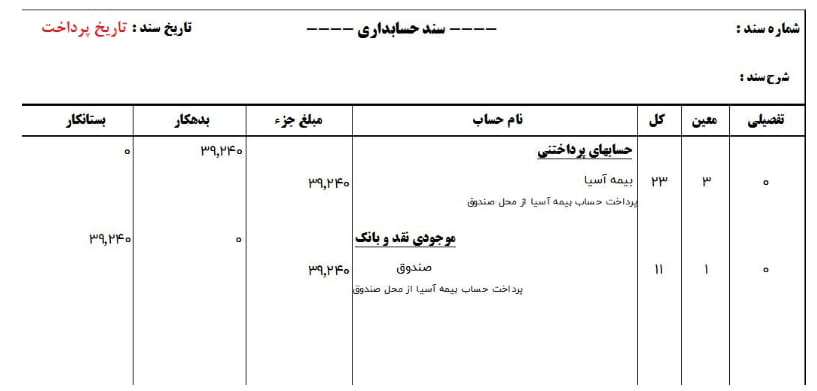 شماره سند : ---- سند حسابداری ---- تاریخ سند : تاریخ پرداخت
شرح سند :
تفصیلی معین کل نام حساب مبلغ جزء بدهکار بستانکار
حسابهای پرداختنی ۳۹,۲۴۰ ۰
۰ ۳ ۲۳ بیمه آسیا ۳۹,۲۴۰
پرداخت حساب بیمه آسیا از محل صندوق
موجودی نقد و بانک ۰ ۳۹,۲۴۰
۰ ۱ ۱۱ صندوق ۳۹,۲۴۰
پرداخت حساب بیمه آسیا از محل صندوق